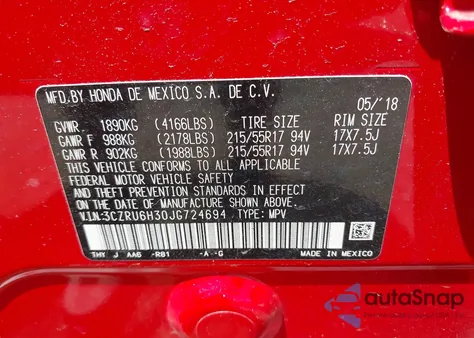 MFD. BY HONDA DE MEXICO S.A. DE C.V. 05/'18
GVWR 1890KG (4166LBS) TIRE SIZE RIM SIZE
GAWR F 988KG (2178LBS) 215/55R17 94V 17X7.5J
GAWR R 902KG (1988LBS) 215/55R17 94V 17X7.5J
THIS VEHICLE CONFORMS TO ALL APPLICABLE
FEDERAL MOTOR VEHICLE SAFETY
AND THEFT PREVENTION STANDARDS
IN EFFECT ON THE DATE OF
MANUFACTURE SHOWN ABOVE.
V.I.N:3CZRU6H30JG724694 TYPE: MPV
THY J AA6 -R81 -A -G MADE IN MEXICO
autoSnap